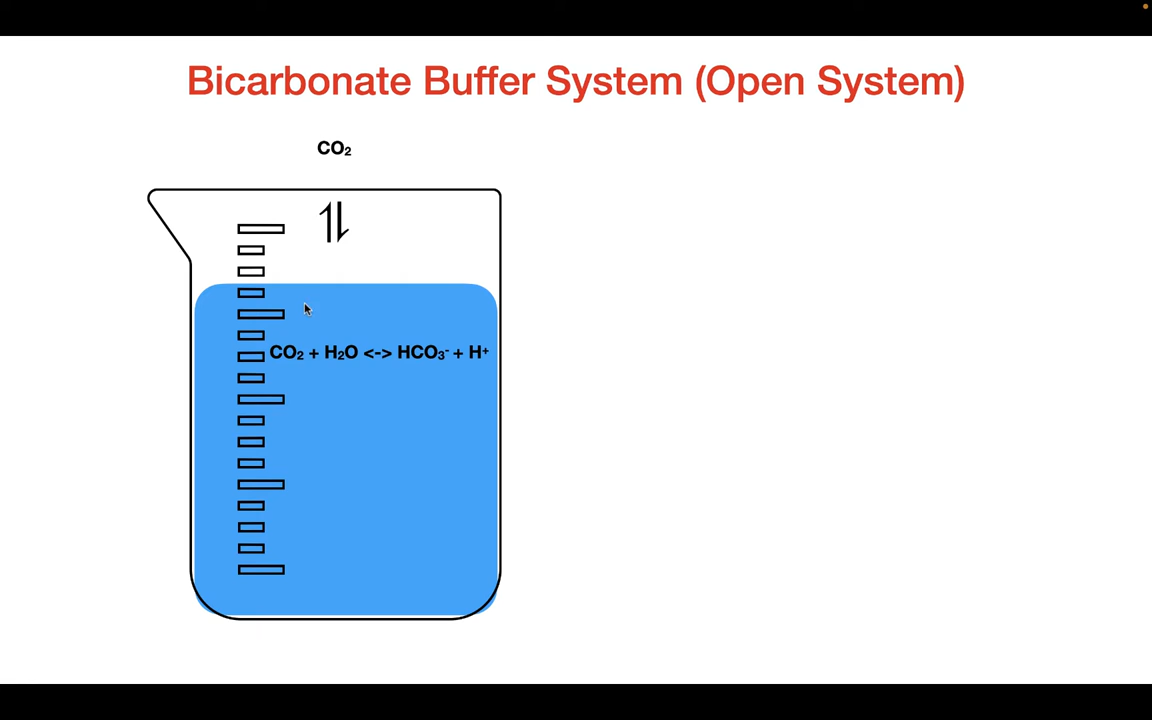 Bicarbonate Buffer System (Open System)
CO₂
CO₂ + H₂O <-> HCO₃⁻ + H⁺